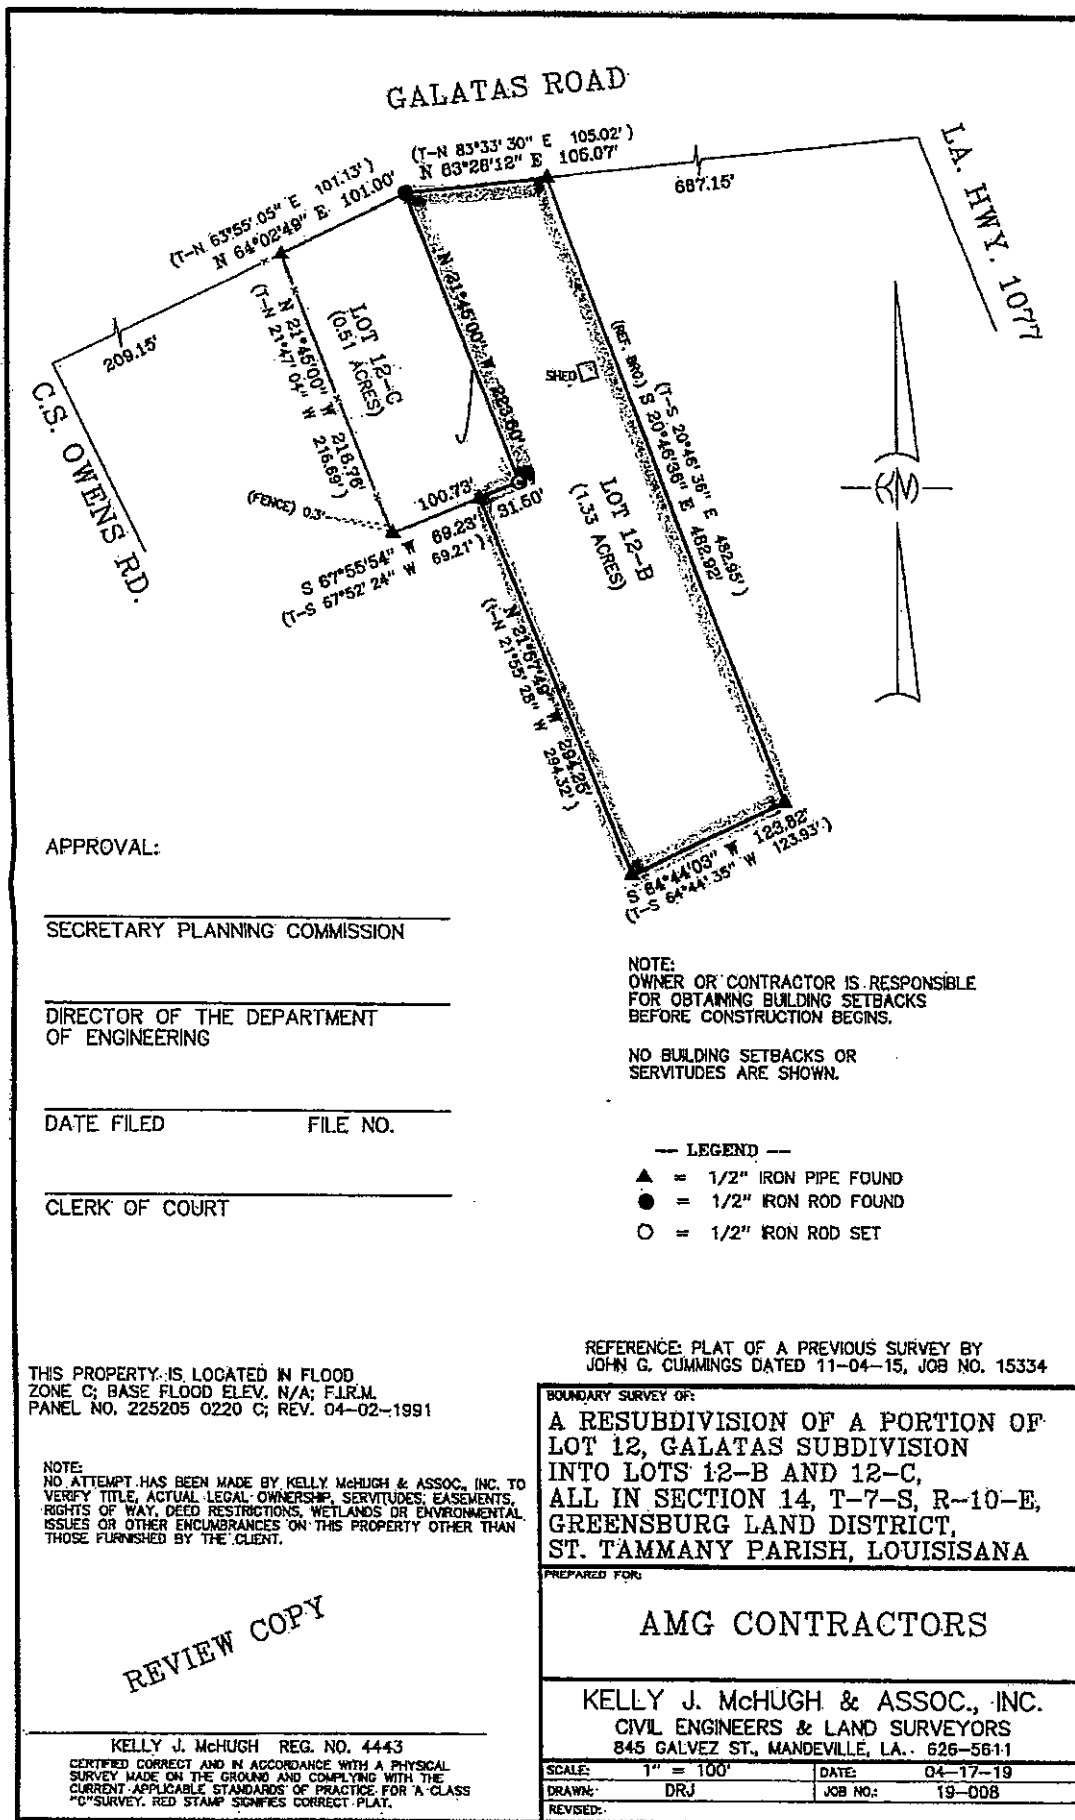 GALATAS ROAD
LA. HWY. 1077
C.S. OWENS RD.
(T-N 83°33'30" E 105.02')
N 83°28'12" E 106.07'
687.15'
(T-N 63°55'05" E 101.13')
N 64°02'49" E 101.00'
209.15'
N 21°45'00" W 216.76'
(T-N 21°47'04" W 216.69')
LOT 12-C
(0.51 ACRES)
N 21°45'00" W 223.60'
SHED
(T-S 20°46'36" E 482.95')
(REF. BRG.) S 20°46'36" E 482.92'
LOT 12-B
(1.33 ACRES)
(FENCE) 0.3'
100.73'
31.50'
S 67°55'54" W 69.23'
(T-S 67°52'24" W 69.21')
N 21°57'49" W 294.25'
(T-N 21°55'28" W 294.32')
S 64°44'03" W 123.82'
(T-S 64°44'35" W 123.93')
KM
APPROVAL:
SECRETARY PLANNING COMMISSION
DIRECTOR OF THE DEPARTMENT
OF ENGINEERING
DATE FILED FILE NO.
CLERK OF COURT
NOTE:
OWNER OR CONTRACTOR IS RESPONSIBLE
FOR OBTAINING BUILDING SETBACKS
BEFORE CONSTRUCTION BEGINS.
NO BUILDING SETBACKS OR
SERVITUDES ARE SHOWN.
-- LEGEND --
▲ = 1/2" IRON PIPE FOUND
● = 1/2" IRON ROD FOUND
○ = 1/2" IRON ROD SET
REFERENCE: PLAT OF A PREVIOUS SURVEY BY
JOHN G. CUMMINGS DATED 11-04-15, JOB NO. 15334
THIS PROPERTY IS LOCATED IN FLOOD
ZONE C; BASE FLOOD ELEV. N/A; F.I.R.M.
PANEL NO. 225205 0220 C; REV. 04-02-1991
NOTE:
NO ATTEMPT HAS BEEN MADE BY KELLY McHUGH & ASSOC., INC. TO
VERIFY TITLE, ACTUAL LEGAL OWNERSHIP, SERVITUDES, EASEMENTS,
RIGHTS OF WAY, DEED RESTRICTIONS, WETLANDS OR ENVIRONMENTAL
ISSUES OR OTHER ENCUMBRANCES ON THIS PROPERTY OTHER THAN
THOSE FURNISHED BY THE CLIENT.
REVIEW COPY
KELLY J. McHUGH REG. NO. 4443
CERTIFIED CORRECT AND IN ACCORDANCE WITH A PHYSICAL
SURVEY MADE ON THE GROUND AND COMPLYING WITH THE
CURRENT APPLICABLE STANDARDS OF PRACTICE FOR A CLASS
"C" SURVEY. RED STAMP SIGNIFIES CORRECT PLAT.
BOUNDARY SURVEY OF:
A RESUBDIVISION OF A PORTION OF
LOT 12, GALATAS SUBDIVISION
INTO LOTS 12-B AND 12-C,
ALL IN SECTION 14, T-7-S, R-10-E,
GREENSBURG LAND DISTRICT,
ST. TAMMANY PARISH, LOUISISANA
PREPARED FOR:
AMG CONTRACTORS
KELLY J. McHUGH & ASSOC., INC.
CIVIL ENGINEERS & LAND SURVEYORS
845 GALVEZ ST., MANDEVILLE, LA. 626-5611
SCALE: 1" = 100' DATE: 04-17-19
DRAWN: DRJ JOB NO.: 19-008
REVISED: